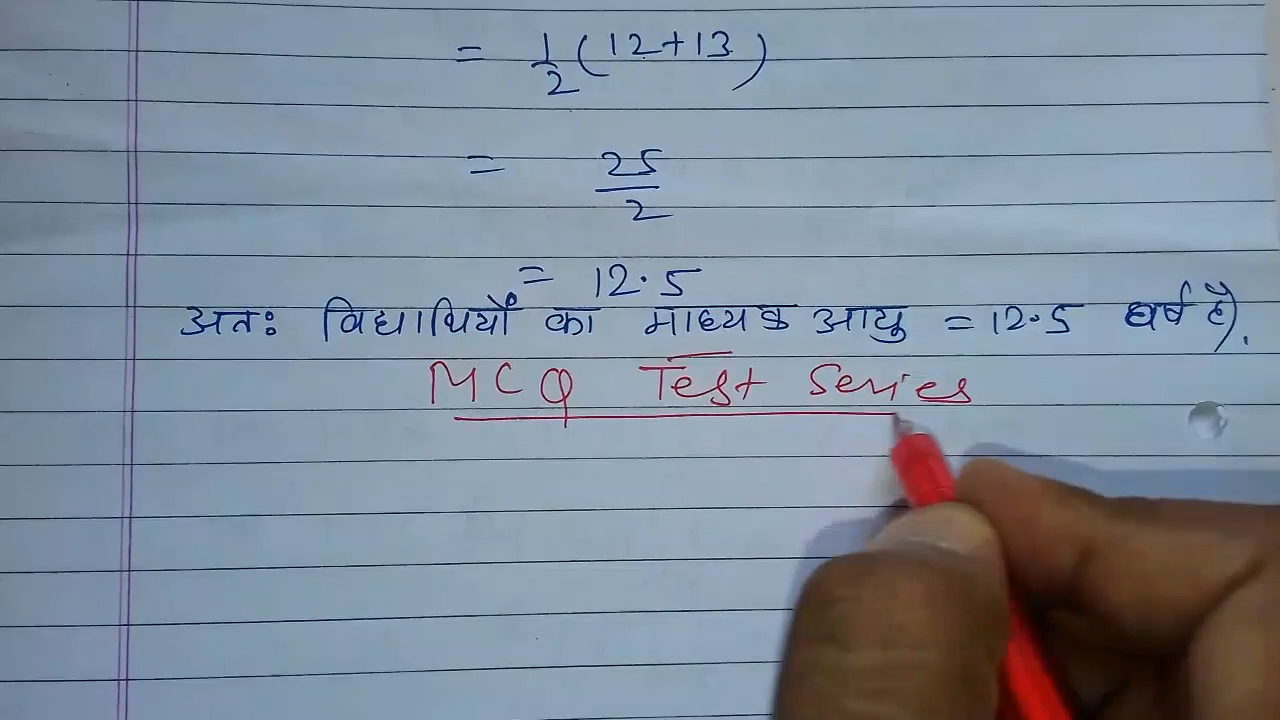 = 1/2 (12+13)
= 25/2
= 12.5
अतः विद्यार्थियों का माध्यक आयु = 12.5 वर्ष है।
MCQ Test Series